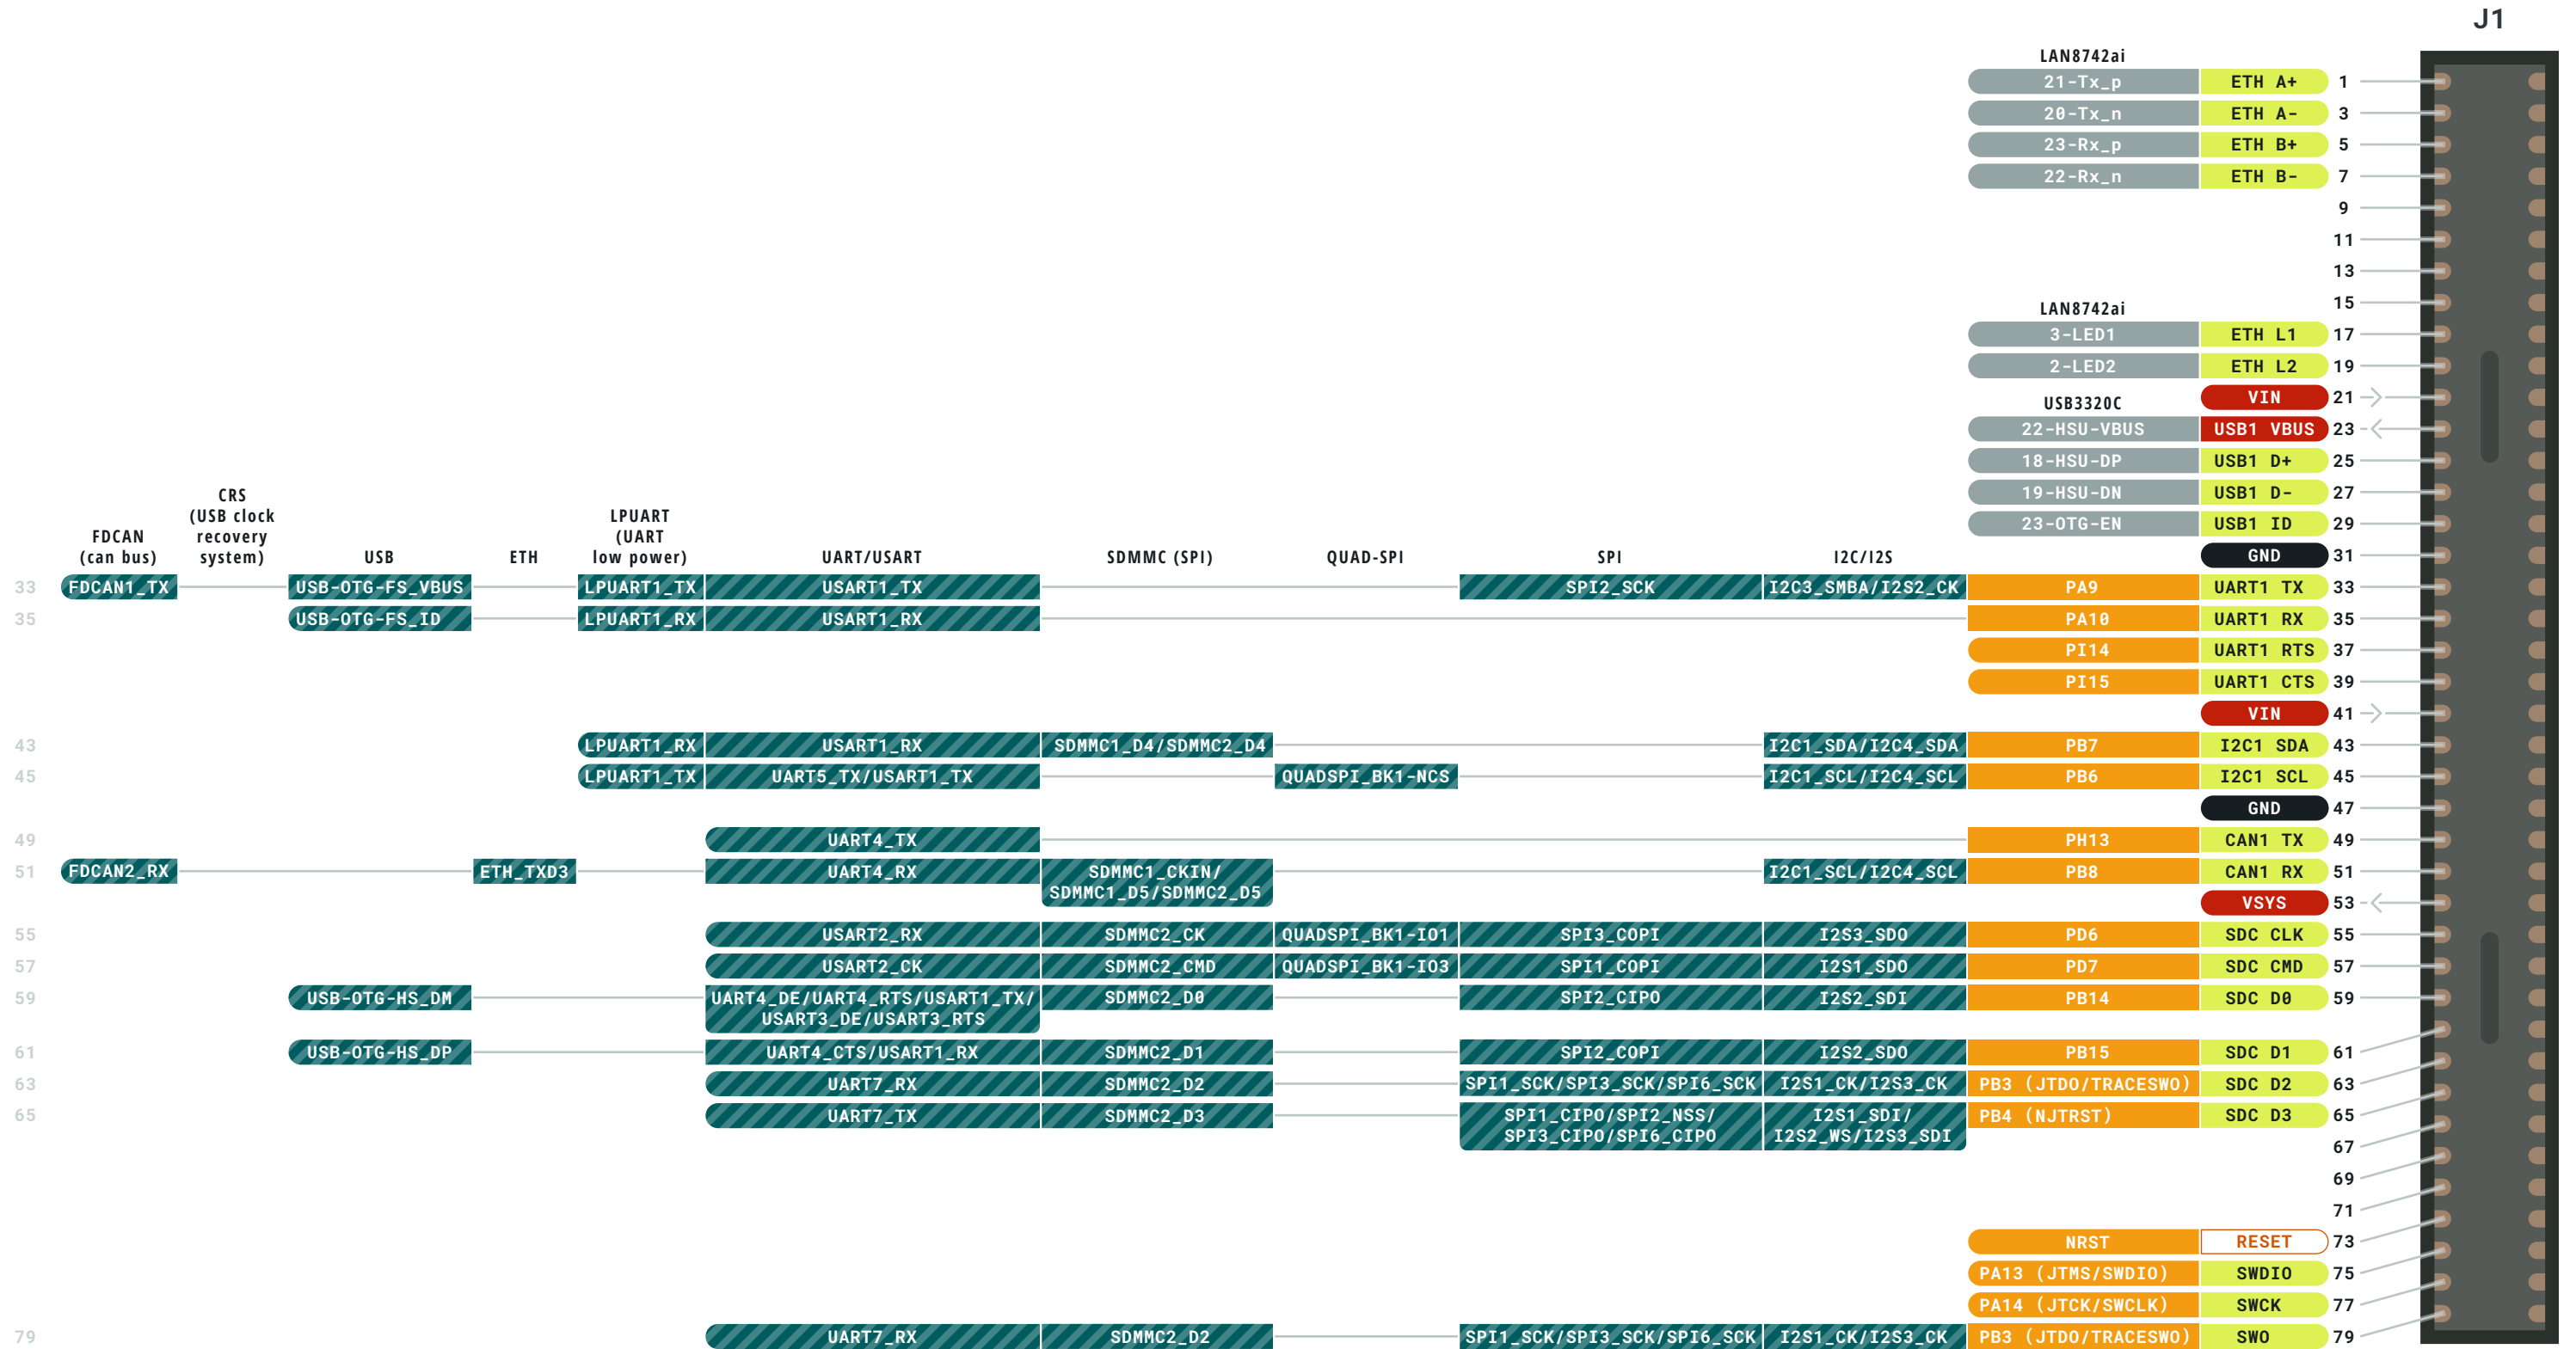 J1
LAN8742ai
21-Tx_p ETH A+ 1
20-Tx_n ETH A- 3
23-Rx_p ETH B+ 5
22-Rx_n ETH B- 7
9
11
13
15
LAN8742ai
3-LED1 ETH L1 17
2-LED2 ETH L2 19
VIN 21
USB3320C
22-HSU-VBUS USB1 VBUS 23
18-HSU-DP USB1 D+ 25
19-HSU-DN USB1 D- 27
23-OTG-EN USB1 ID 29
FDCAN
(can bus)
CRS
(USB clock
recovery
system)
USB
ETH
LPUART
(UART
low power)
UART/USART
SDMMC (SPI)
QUAD-SPI
SPI
I2C/I2S
GND 31
33 FDCAN1_TX USB-OTG-FS_VBUS LPUART1_TX USART1_TX SPI2_SCK I2C3_SMBA/I2S2_CK PA9 UART1 TX 33
35 USB-OTG-FS_ID LPUART1_RX USART1_RX PA10 UART1 RX 35
PI14 UART1 RTS 37
PI15 UART1 CTS 39
VIN 41
43 LPUART1_RX USART1_RX SDMMC1_D4/SDMMC2_D4 I2C1_SDA/I2C4_SDA PB7 I2C1 SDA 43
45 LPUART1_TX UART5_TX/USART1_TX QUADSPI_BK1-NCS I2C1_SCL/I2C4_SCL PB6 I2C1 SCL 45
GND 47
49 UART4_TX PH13 CAN1 TX 49
51 FDCAN2_RX ETH_TXD3 UART4_RX SDMMC1_CKIN/
SDMMC1_D5/SDMMC2_D5 I2C1_SCL/I2C4_SCL PB8 CAN1 RX 51
VSYS 53
55 USART2_RX SDMMC2_CK QUADSPI_BK1-IO1 SPI3_COPI I2S3_SDO PD6 SDC CLK 55
57 USART2_CK SDMMC2_CMD QUADSPI_BK1-IO3 SPI1_COPI I2S1_SDO PD7 SDC CMD 57
59 USB-OTG-HS_DM UART4_DE/UART4_RTS/USART1_TX/
USART3_DE/USART3_RTS SDMMC2_D0 SPI2_CIPO I2S2_SDI PB14 SDC D0 59
61 USB-OTG-HS_DP UART4_CTS/USART1_RX SDMMC2_D1 SPI2_COPI I2S2_SDO PB15 SDC D1 61
63 UART7_RX SDMMC2_D2 SPI1_SCK/SPI3_SCK/SPI6_SCK I2S1_CK/I2S3_CK PB3 (JTDO/TRACESWO) SDC D2 63
65 UART7_TX SDMMC2_D3 SPI1_CIPO/SPI2_NSS/
SPI3_CIPO/SPI6_CIPO I2S1_SDI/
I2S2_WS/I2S3_SDI PB4 (NJTRST) SDC D3 65
67
69
71
NRST RESET 73
PA13 (JTMS/SWDIO) SWDIO 75
PA14 (JTCK/SWCLK) SWCK 77
79 UART7_RX SDMMC2_D2 SPI1_SCK/SPI3_SCK/SPI6_SCK I2S1_CK/I2S3_CK PB3 (JTDO/TRACESWO) SWO 79